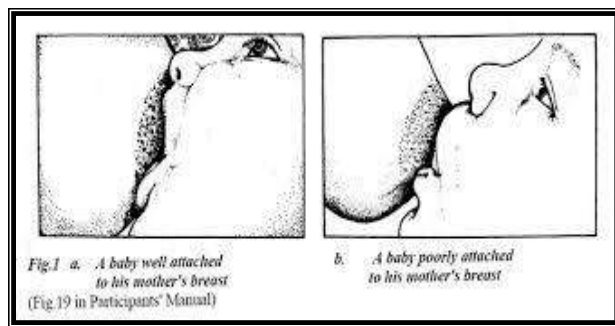 Fig.1 a. A baby well attached
to his mother's breast
(Fig.19 in Participants' Manual)
b. A baby poorly attached
to his mother's breast